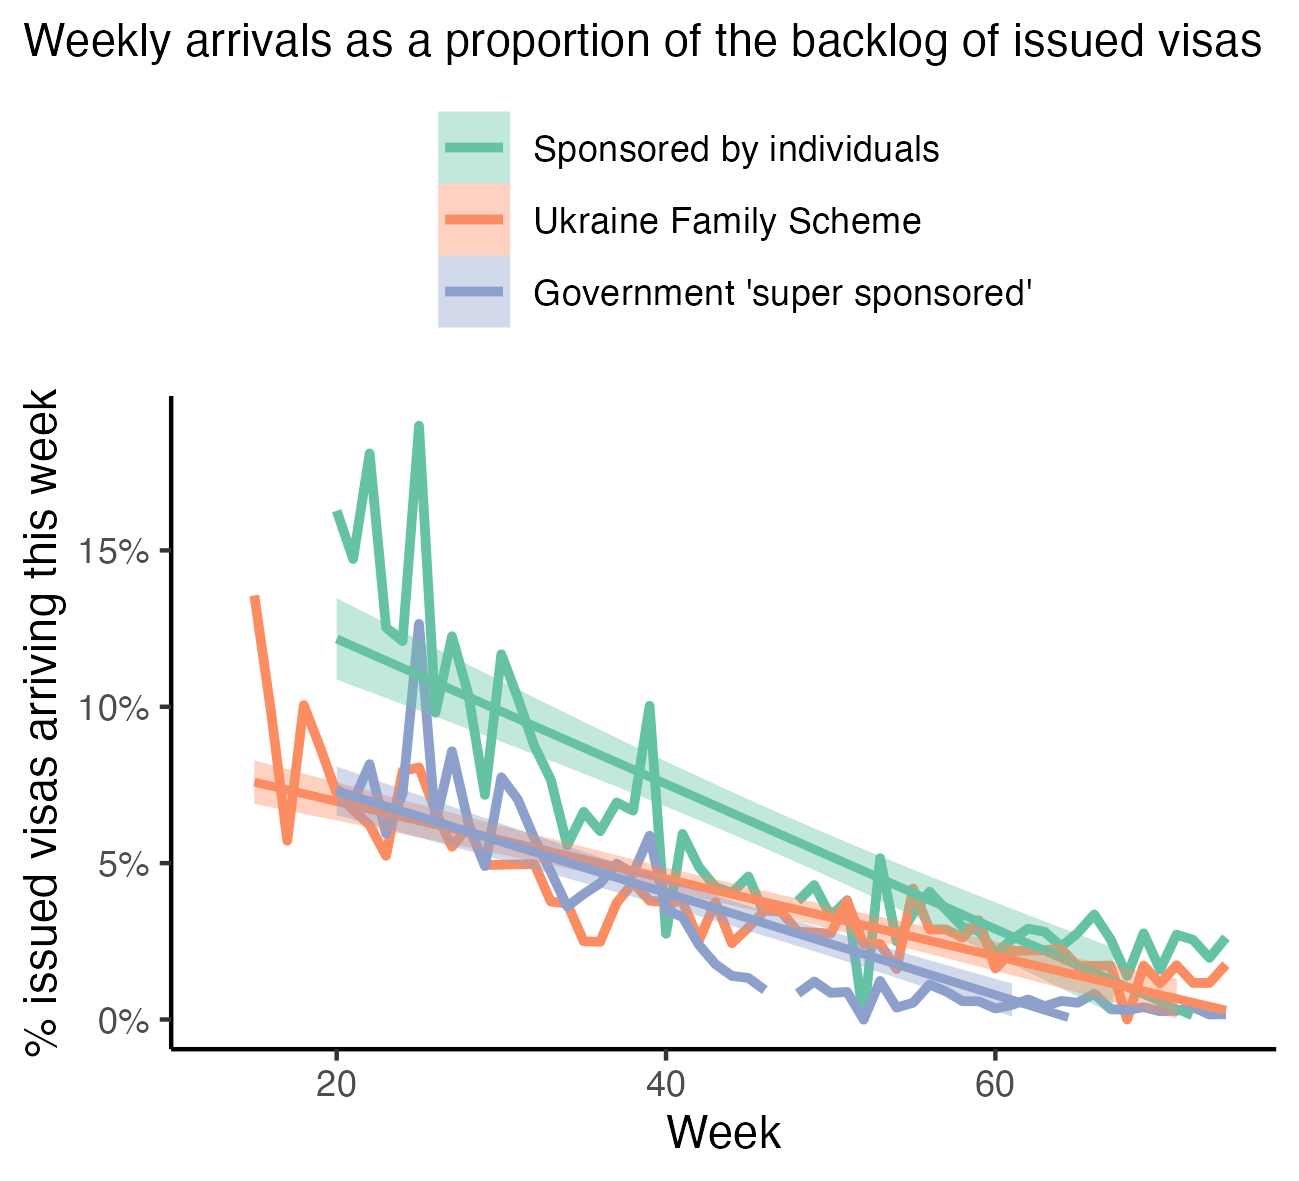 Weekly arrivals as a proportion of the backlog of issued visas
Sponsored by individuals
Ukraine Family Scheme
Government 'super sponsored'
% issued visas arriving this week
15%
10%
5%
0%
20 40 60
Week